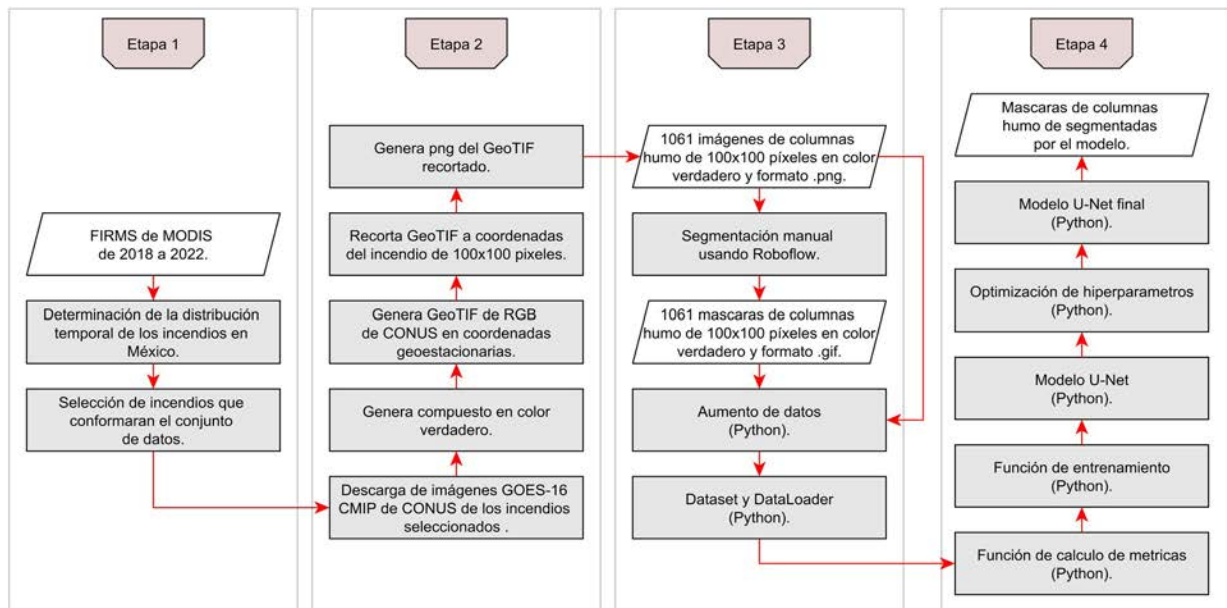 Etapa 1
FIRMS de MODIS
de 2018 a 2022.
Determinación de la distribución
temporal de los incendios en
México.
Selección de incendios que
conformaran el conjunto
de datos.
Etapa 2
Genera png del GeoTIF
recortado.
Recorta GeoTIF a coordenadas
del incendio de 100x100 pixeles.
Genera GeoTIF de RGB
de CONUS en coordenadas
geoestacionarias.
Genera compuesto en color
verdadero.
Descarga de imágenes GOES-16
CMIP de CONUS de los incendios
seleccionados .
Etapa 3
1061 imágenes de columnas
humo de 100x100 píxeles en color
verdadero y formato .png.
Segmentación manual
usando Roboflow.
1061 mascaras de columnas
humo de 100x100 píxeles en color
verdadero y formato .gif.
Aumento de datos
(Python).
Dataset y DataLoader
(Python).
Etapa 4
Mascaras de columnas
humo de segmentadas
por el modelo.
Modelo U-Net final
(Python).
Optimización de hiperparametros
(Python).
Modelo U-Net
(Python).
Función de entrenamiento
(Python).
Función de calculo de metricas
(Python).